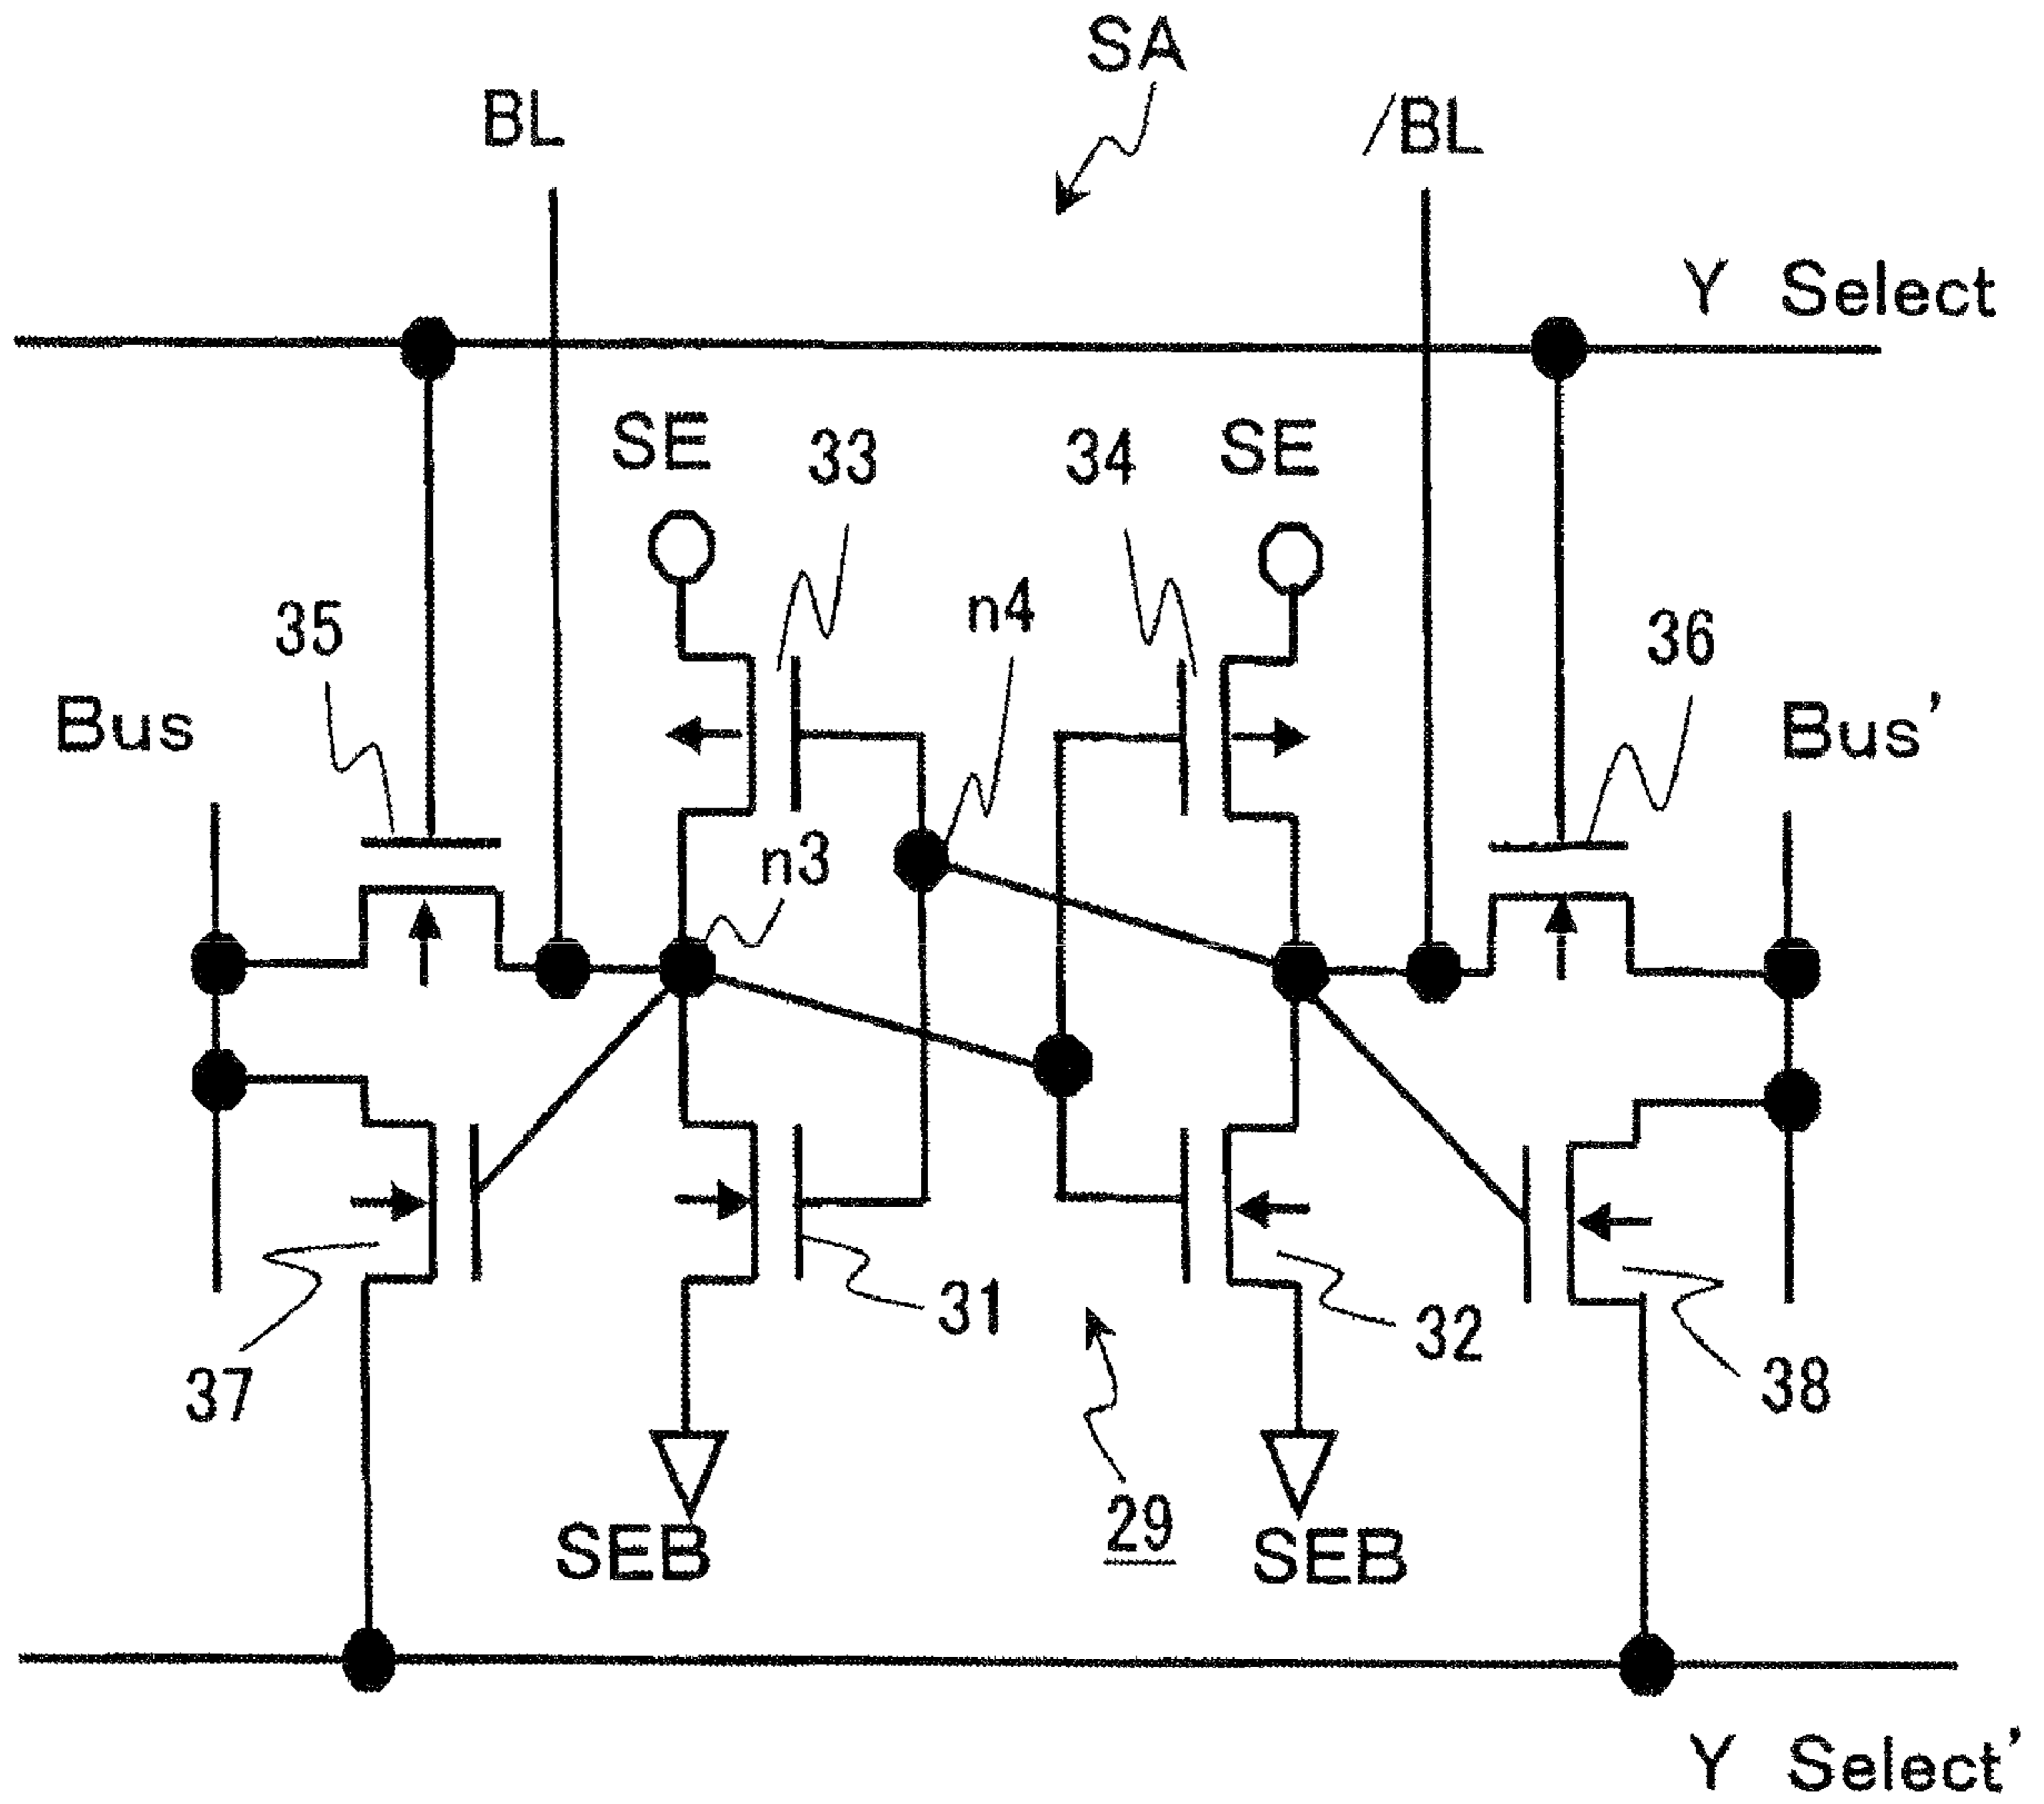 SA
BL
/BL
Y Select
SE
33
34
SE
n4
35
36
Bus
Bus'
n3
31
32
37
38
29
SEB
SEB
Y Select'